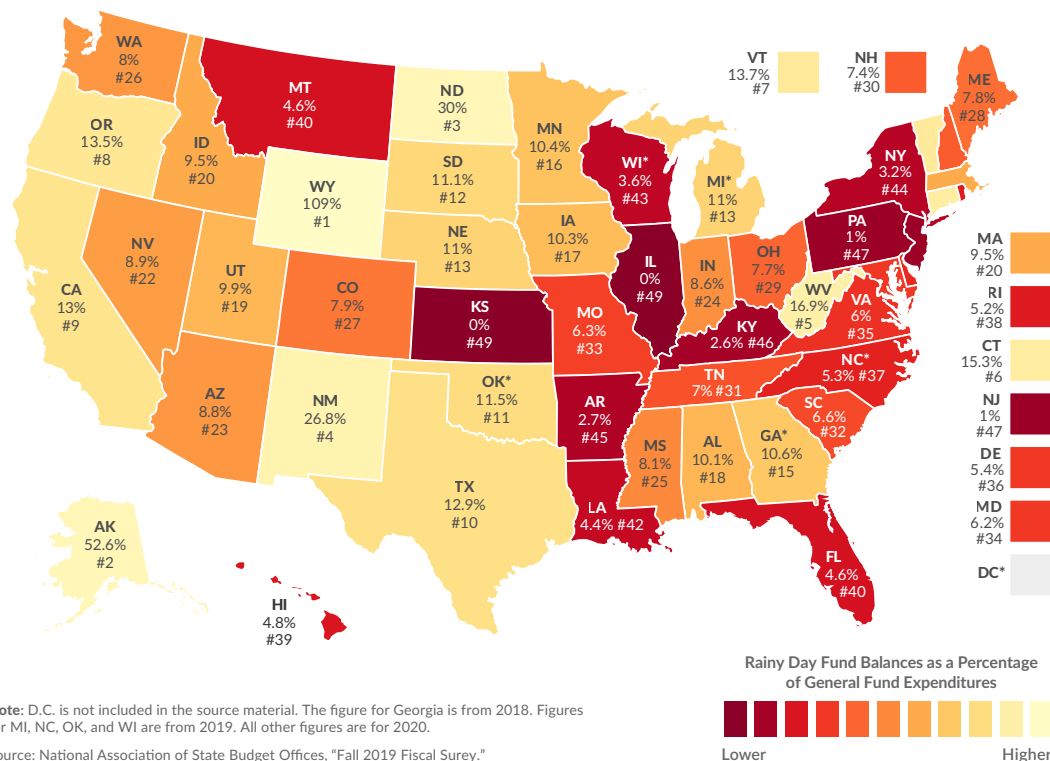 WA
8%
#26
MT
4.6%
#40
ND
30%
#3
MN
10.4%
#16
VT
13.7%
#7
NH
7.4%
#30
ME
7.8%
#28
OR
13.5%
#8
ID
9.5%
#20
WY
109%
#1
SD
11.1%
#12
WI*
3.6%
#43
MI*
11%
#13
NY
3.2%
#44
NV
8.9%
#22
UT
9.9%
#19
CO
7.9%
#27
NE
11%
#13
IA
10.3%
#17
IL
0%
#49
IN
8.6%
#24
OH
7.7%
#29
PA
1%
#47
CA
13%
#9
KS
0%
#49
MO
6.3%
#33
KY
2.6% #46
WV
16.9%
#5
VA
6%
#35
MA
9.5%
#20
RI
5.2%
#38
CT
15.3%
#6
NJ
1%
#47
DE
5.4%
#36
MD
6.2%
#34
DC*
AZ
8.8%
#23
NM
26.8%
#4
OK*
11.5%
#11
AR
2.7%
#45
TN
7% #31
NC*
5.3% #37
SC
6.6%
#32
MS
8.1%
#25
AL
10.1%
#18
GA*
10.6%
#15
TX
12.9%
#10
LA
4.4% #42
FL
4.6%
#40
AK
52.6%
#2
HI
4.8%
#39
Rainy Day Fund Balances as a Percentage
of General Fund Expenditures
Lower
Higher
ote: D.C. is not included in the source material. The figure for Georgia is from 2018. Figures
r MI, NC, OK, and WI are from 2019. All other figures are for 2020.
ource: National Association of State Budget Offices, “Fall 2019 Fiscal Surey.”